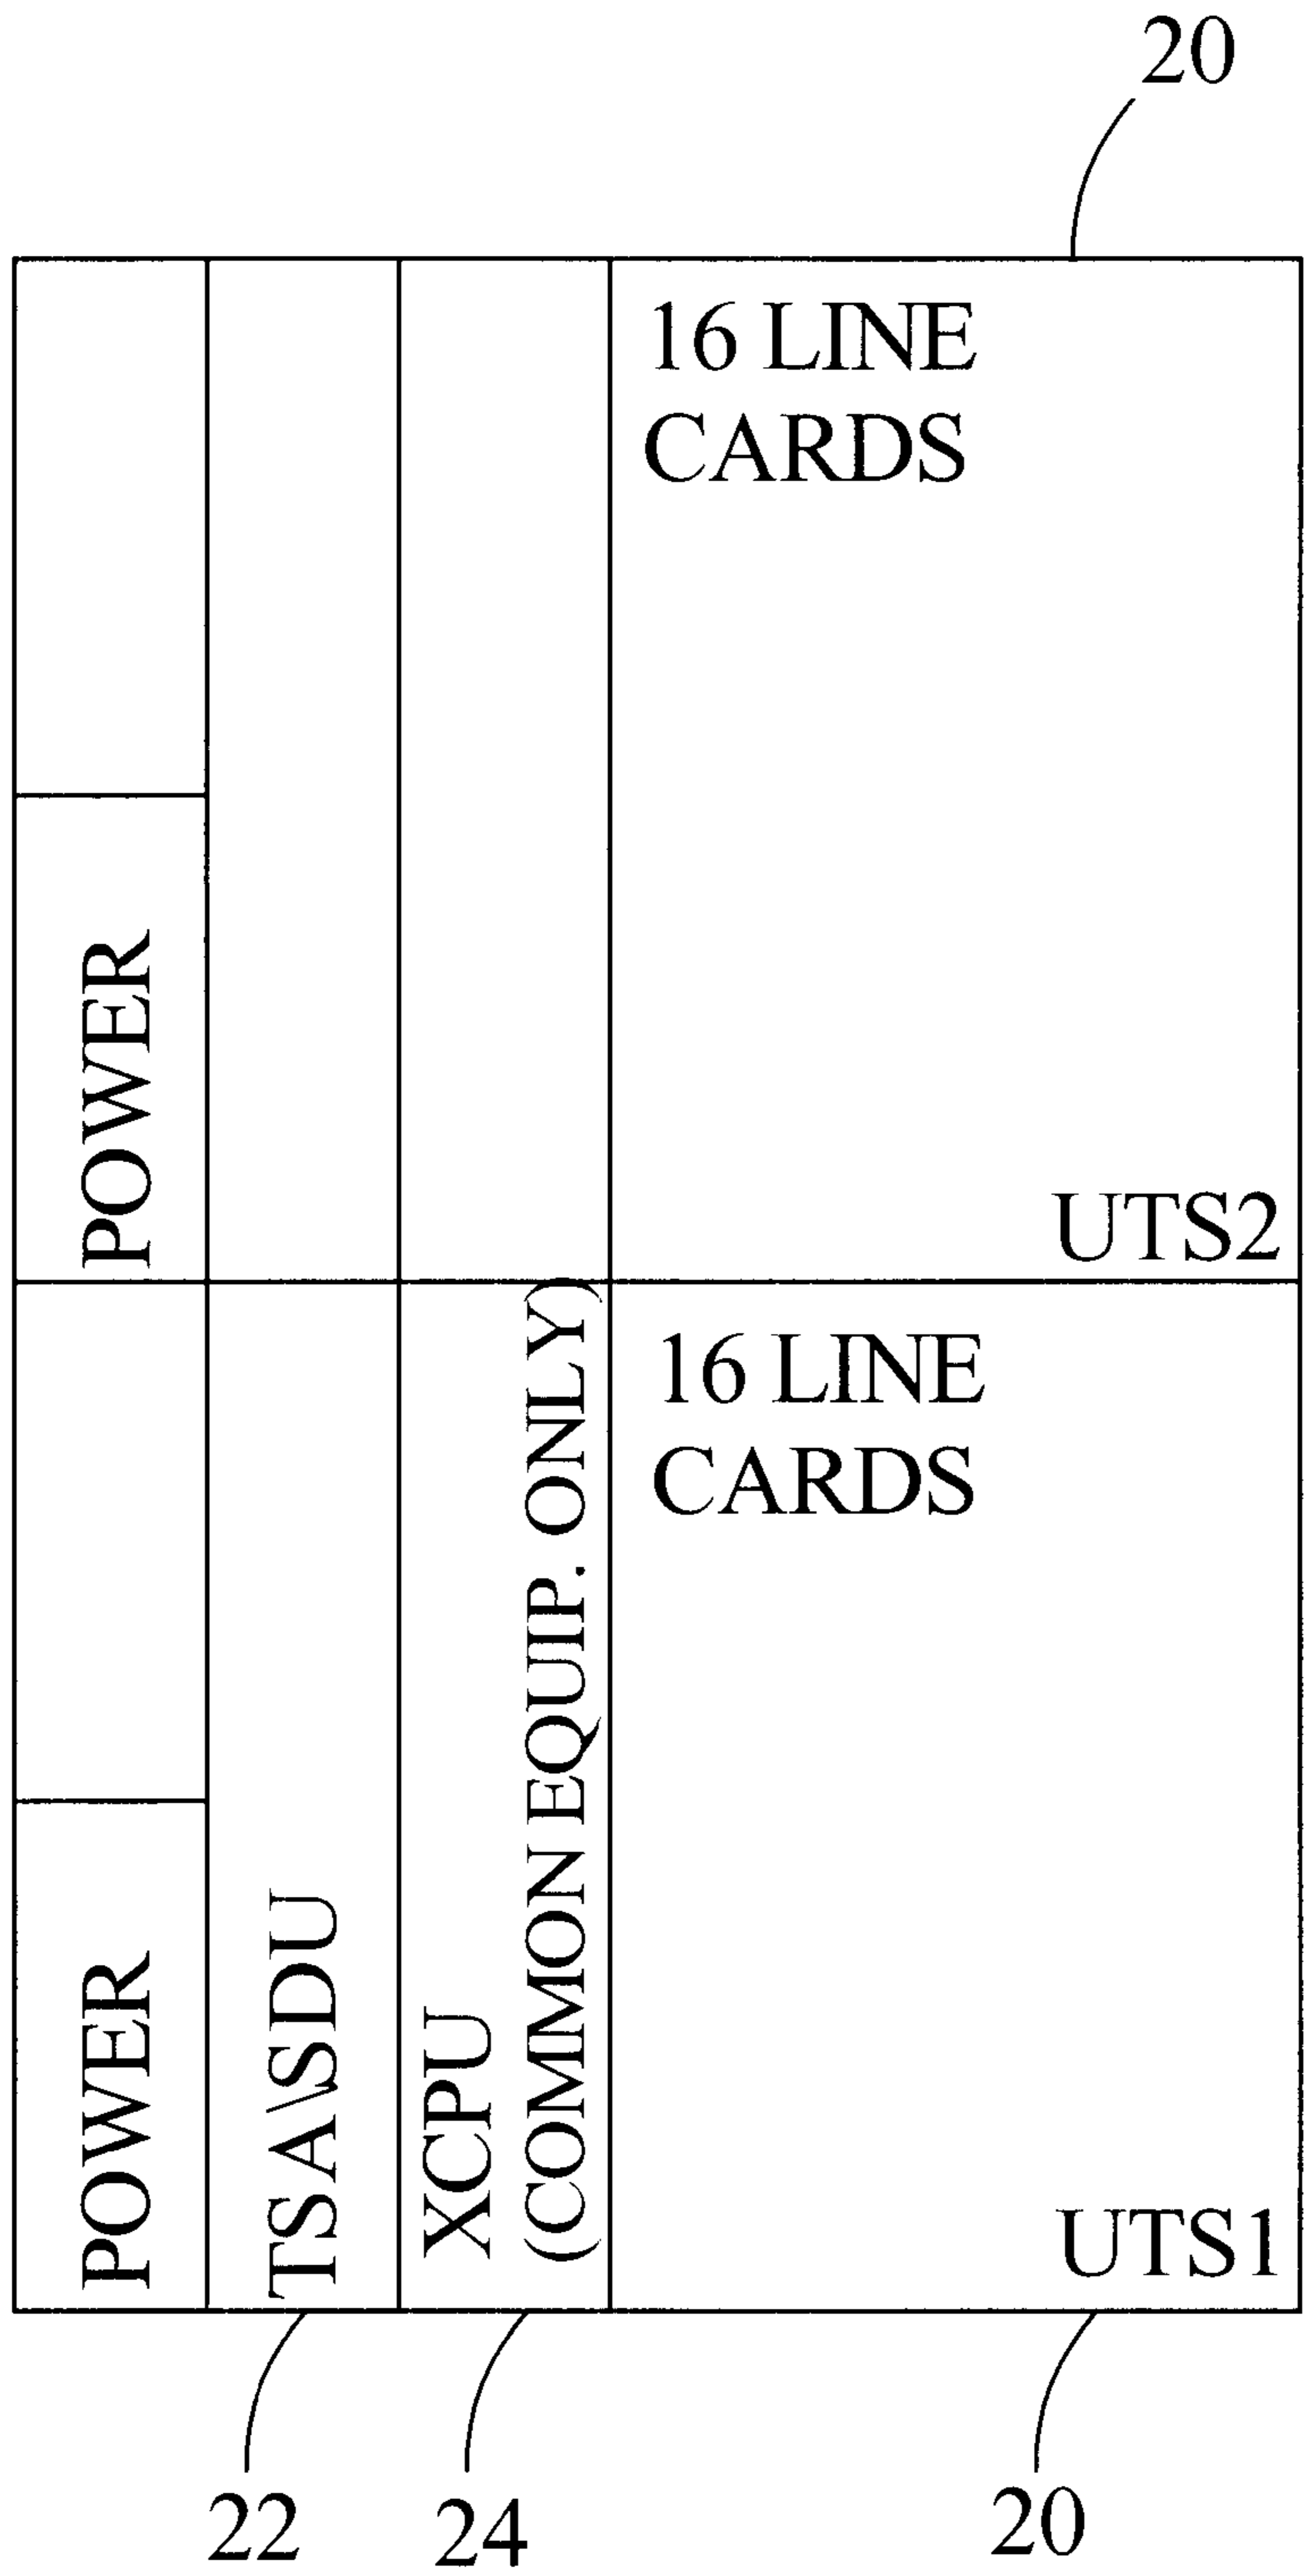 20
16 LINE
CARDS
POWER
UTS2
16 LINE
CARDS
POWER
TSA\SDU
XCPU
(COMMON EQUIP. ONLY)
UTS1
22
24
20